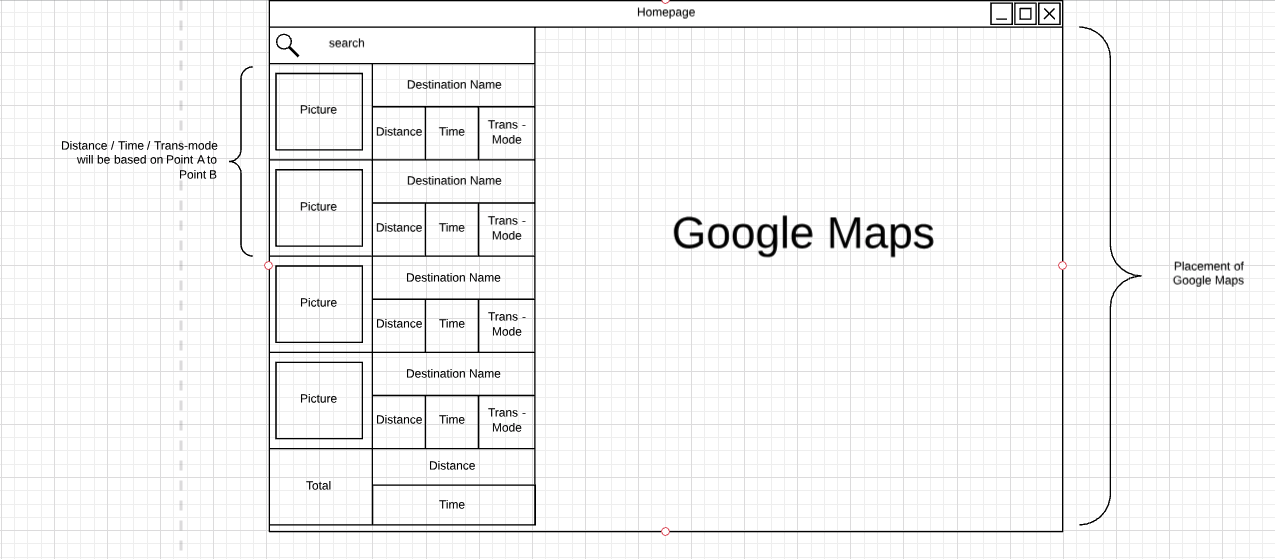 Homepage
search
Picture
Destination Name
Distance
Time
Trans -
Mode
Distance / Time / Trans-mode
will be based on Point A to
Point B
Picture
Destination Name
Distance
Time
Trans -
Mode
Google Maps
Picture
Destination Name
Distance
Time
Trans -
Mode
Placement of
Google Maps
Picture
Destination Name
Distance
Time
Trans -
Mode
Total
Distance
Time